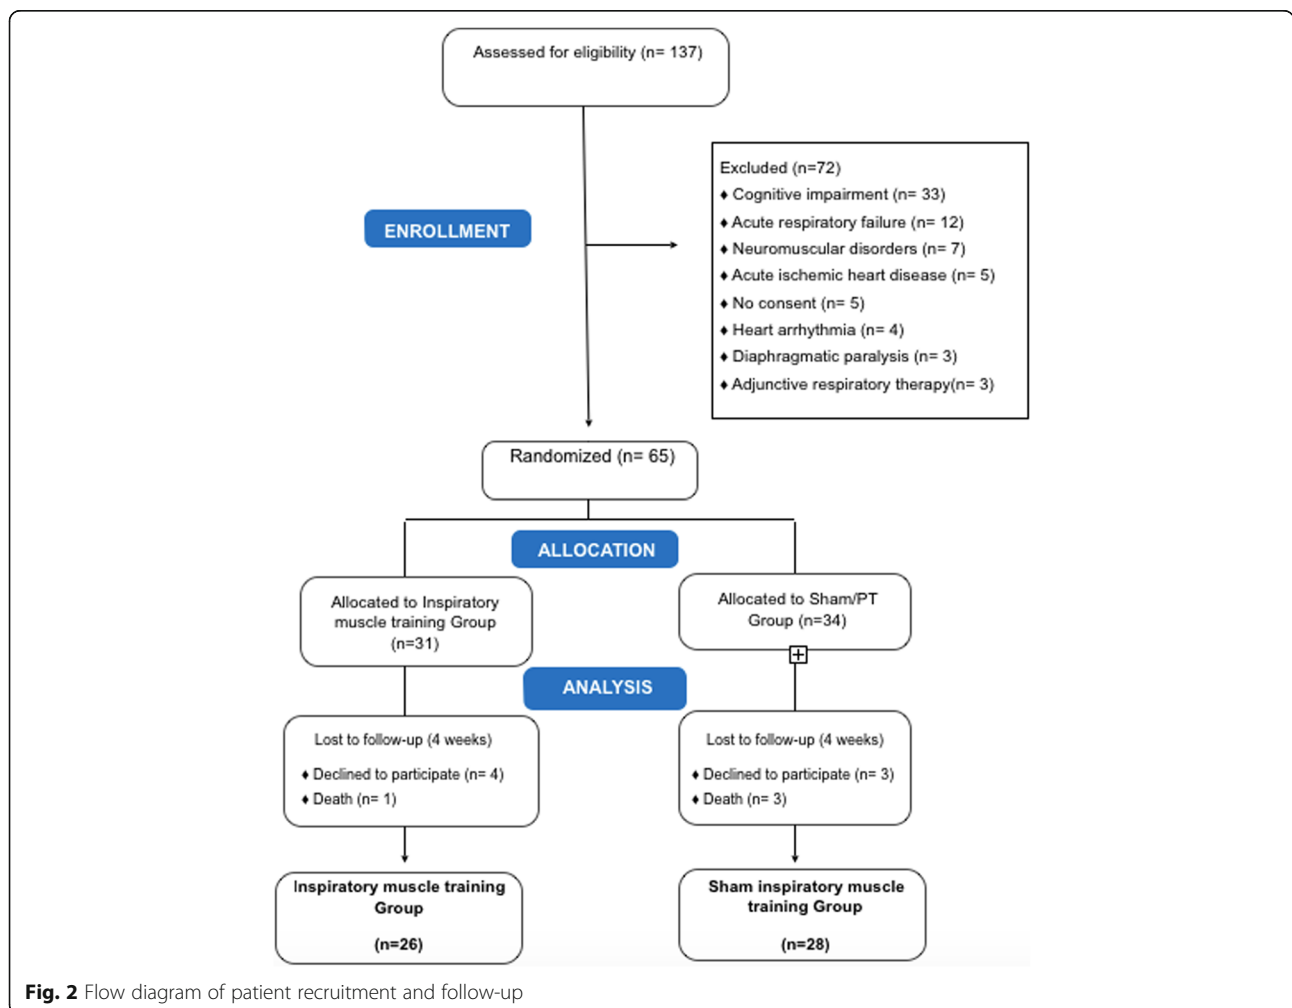 Assessed for eligibility (n= 137)
ENROLLMENT
Excluded (n=72)
♦ Cognitive impairment (n= 33)
♦ Acute respiratory failure (n= 12)
♦ Neuromuscular disorders (n= 7)
♦ Acute ischemic heart disease (n= 5)
♦ No consent (n= 5)
♦ Heart arrhythmia (n= 4)
♦ Diaphragmatic paralysis (n= 3)
♦ Adjunctive respiratory therapy(n= 3)
Randomized (n= 65)
ALLOCATION
Allocated to Inspiratory
muscle training Group
(n=31)
Allocated to Sham/PT
Group (n=34)
ANALYSIS
Lost to follow-up (4 weeks)
♦ Declined to participate (n= 4)
♦ Death (n= 1)
Lost to follow-up (4 weeks)
♦ Declined to participate (n= 3)
♦ Death (n= 3)
Inspiratory muscle training
Group
(n=26)
Sham inspiratory muscle
training Group
(n=28)
Fig. 2 Flow diagram of patient recruitment and follow-up